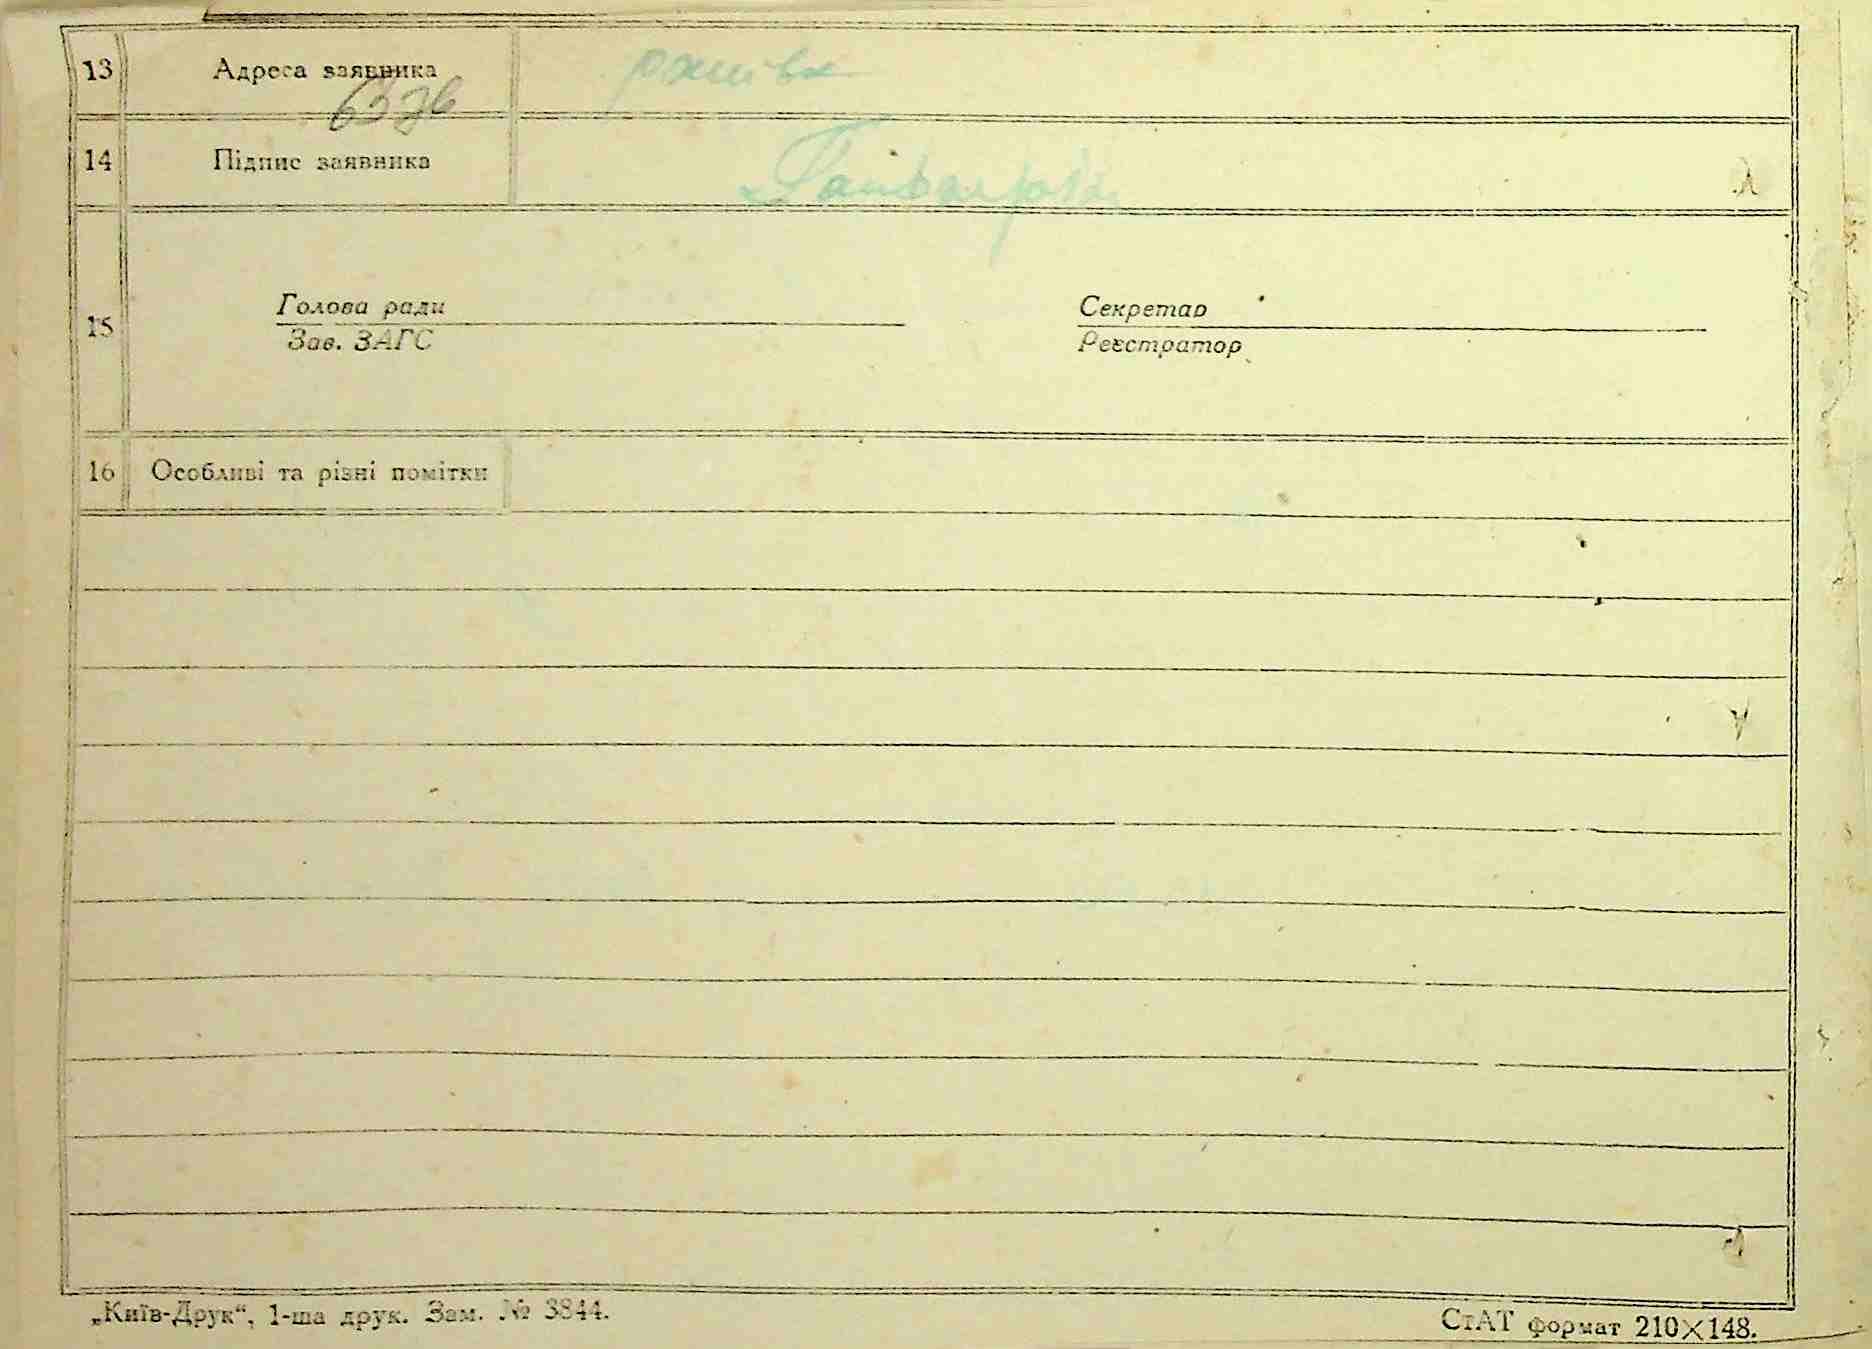 13 Адреса заявника
14 Підпис заявника
15 Голова ради Секретар
Зав. ЗАГС Реєстратор
16 Особливі та різні помітки
„Київ-Друк“, 1-ша друк. Зам. № 3844. СтАТ формат 210×148.